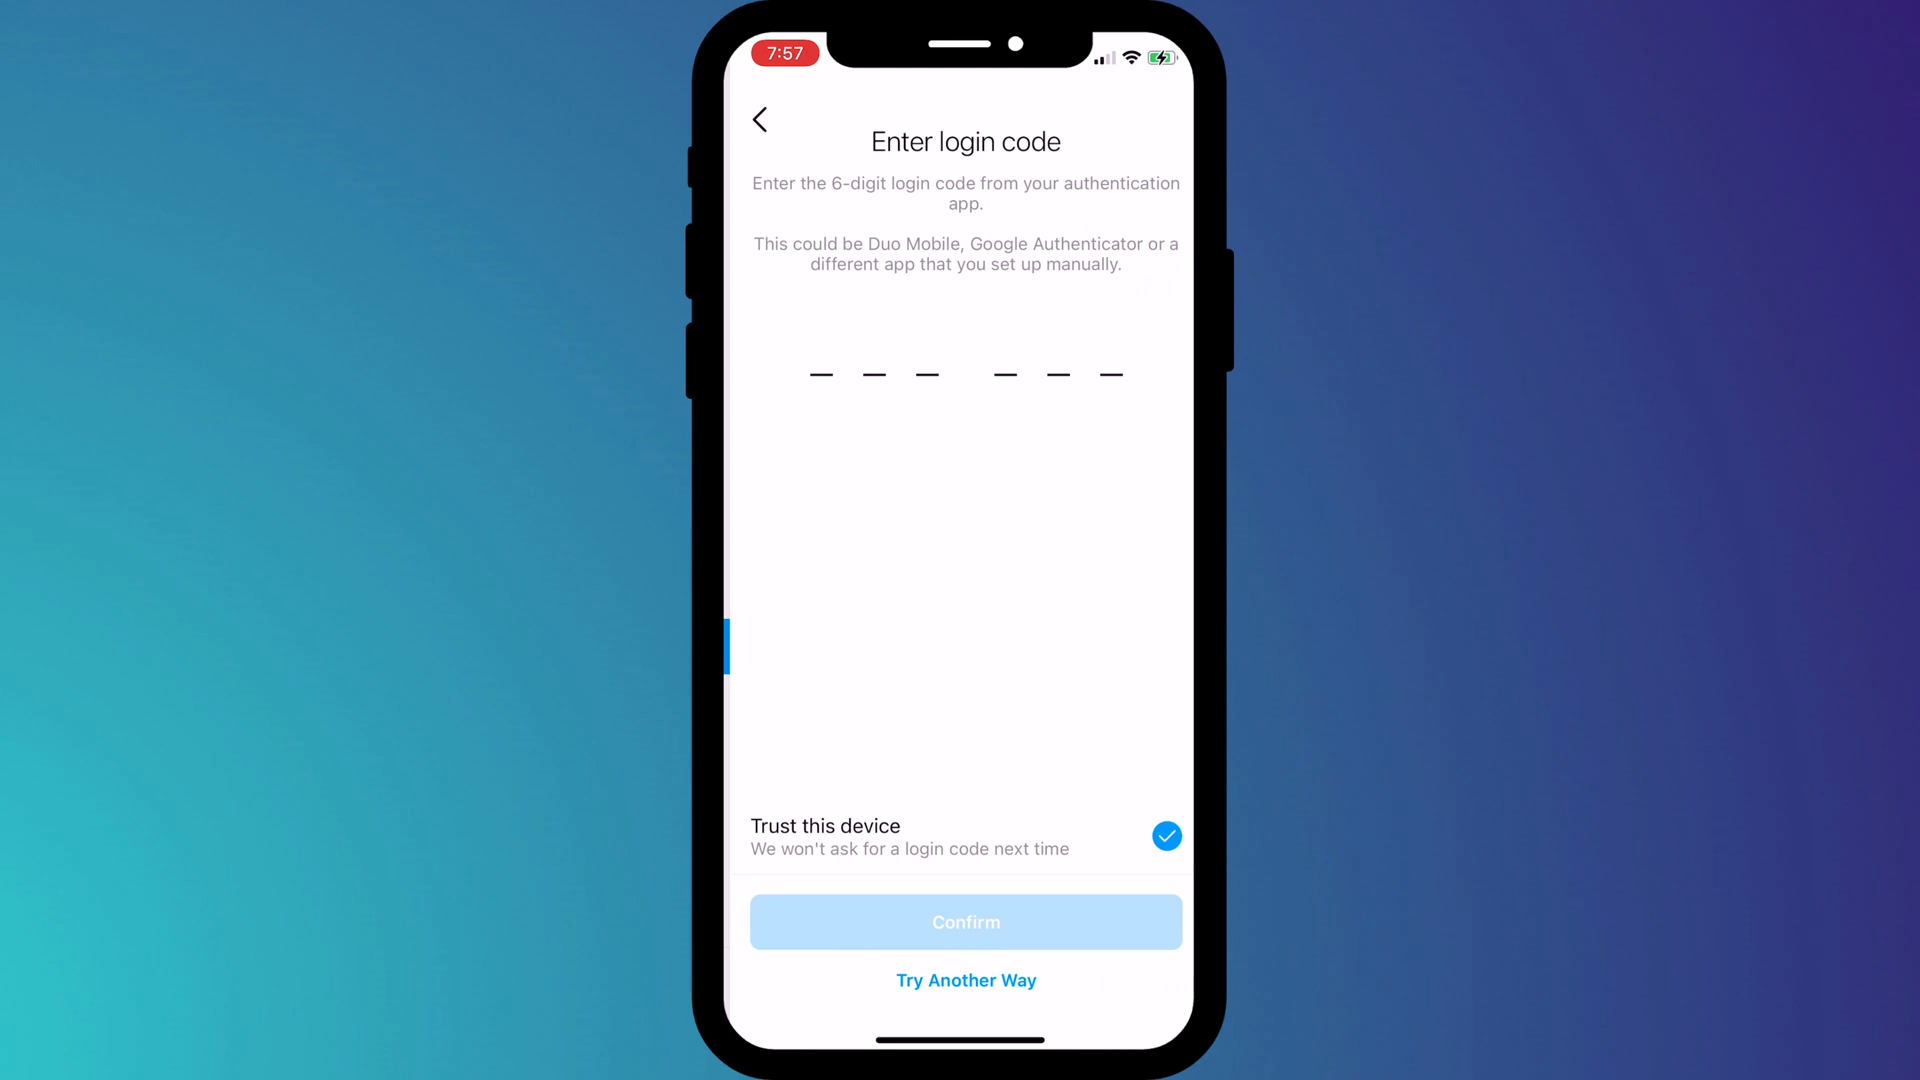 7:57
Enter login code
Enter the 6-digit login code from your authentication
app.
This could be Duo Mobile, Google Authenticator or a
different app that you set up manually.
Trust this device
We won't ask for a login code next time
Confirm
Try Another Way